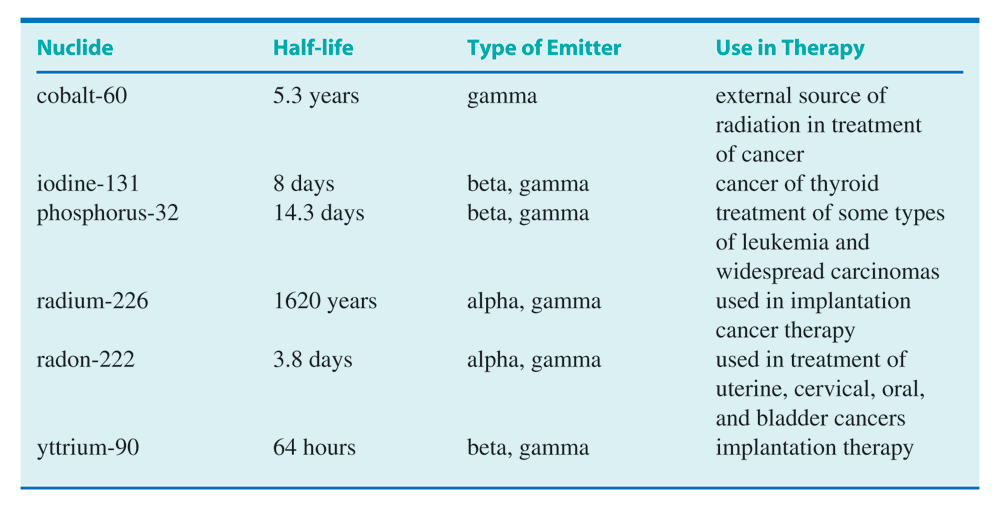 Nuclide Half-life Type of Emitter Use in Therapy
cobalt-60 5.3 years gamma external source of
radiation in treatment
of cancer
iodine-131 8 days beta, gamma cancer of thyroid
phosphorus-32 14.3 days beta, gamma treatment of some types
of leukemia and
widespread carcinomas
radium-226 1620 years alpha, gamma used in implantation
cancer therapy
radon-222 3.8 days alpha, gamma used in treatment of
uterine, cervical, oral,
and bladder cancers
yttrium-90 64 hours beta, gamma implantation therapy